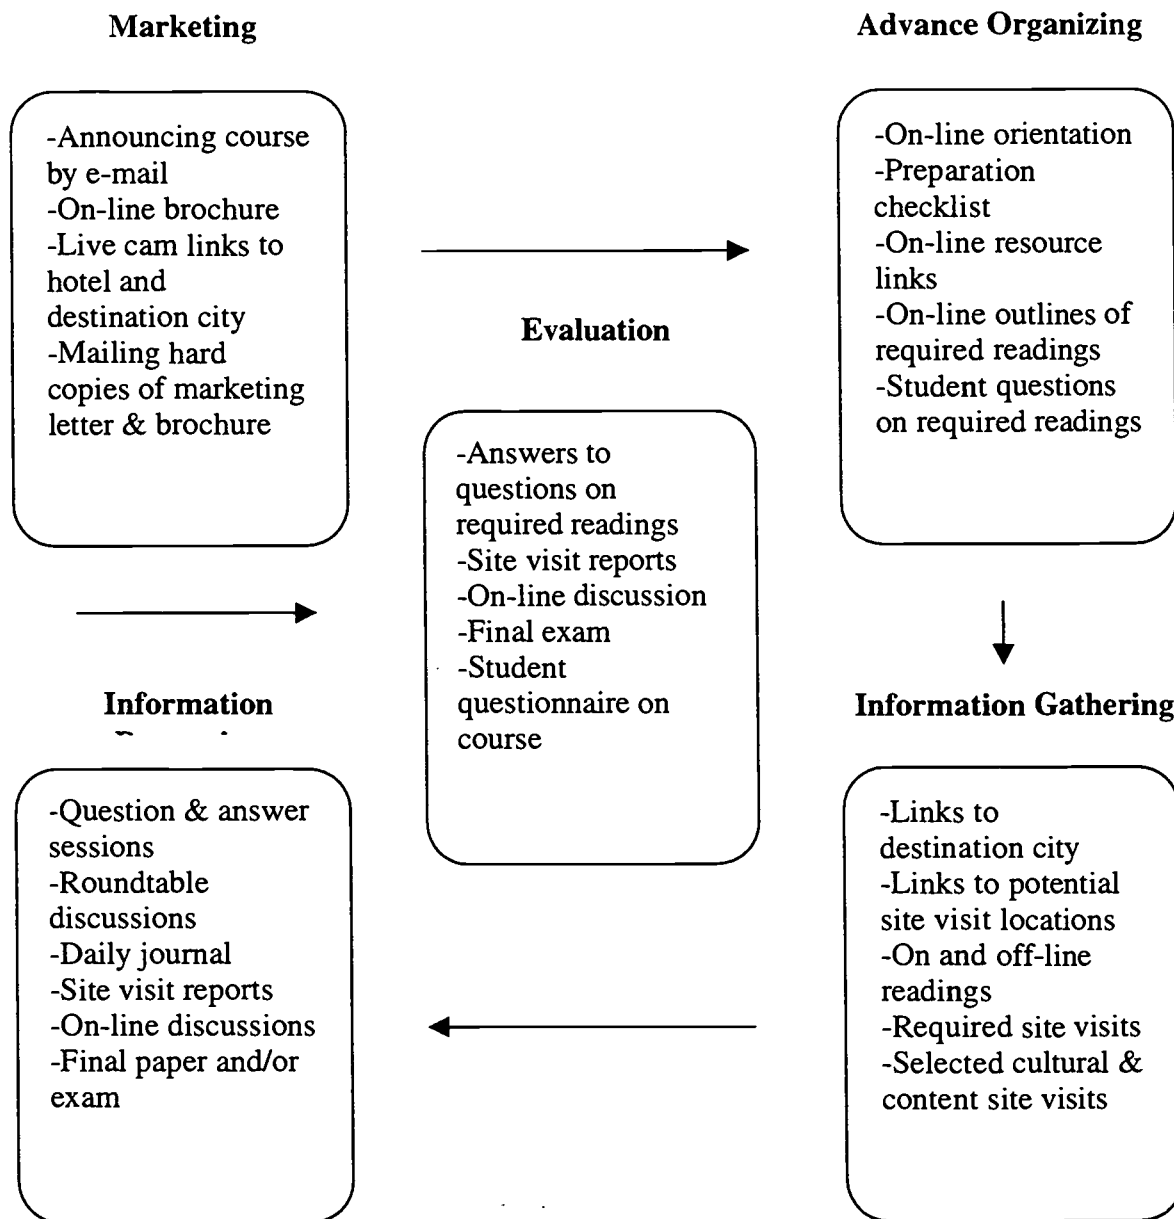 Marketing
-Announcing course
by e-mail
-On-line brochure
-Live cam links to
hotel and
destination city
-Mailing hard
copies of marketing
letter & brochure
Advance Organizing
-On-line orientation
-Preparation
checklist
-On-line resource
links
-On-line outlines of
required readings
-Student questions
on required readings
Evaluation
-Answers to
questions on
required readings
-Site visit reports
-On-line discussion
-Final exam
-Student
questionnaire on
course
Information
-Question & answer
sessions
-Roundtable
discussions
-Daily journal
-Site visit reports
-On-line discussions
-Final paper and/or
exam
Information Gathering
-Links to
destination city
-Links to potential
site visit locations
-On and off-line
readings
-Required site visits
-Selected cultural &
content site visits